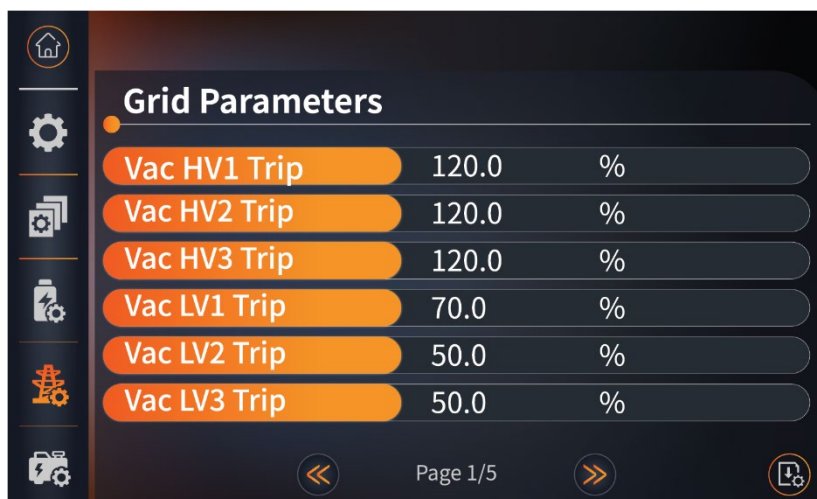 Grid Parameters
Vac HV1 Trip 120.0 %
Vac HV2 Trip 120.0 %
Vac HV3 Trip 120.0 %
Vac LV1 Trip 70.0 %
Vac LV2 Trip 50.0 %
Vac LV3 Trip 50.0 %
Page 1/5